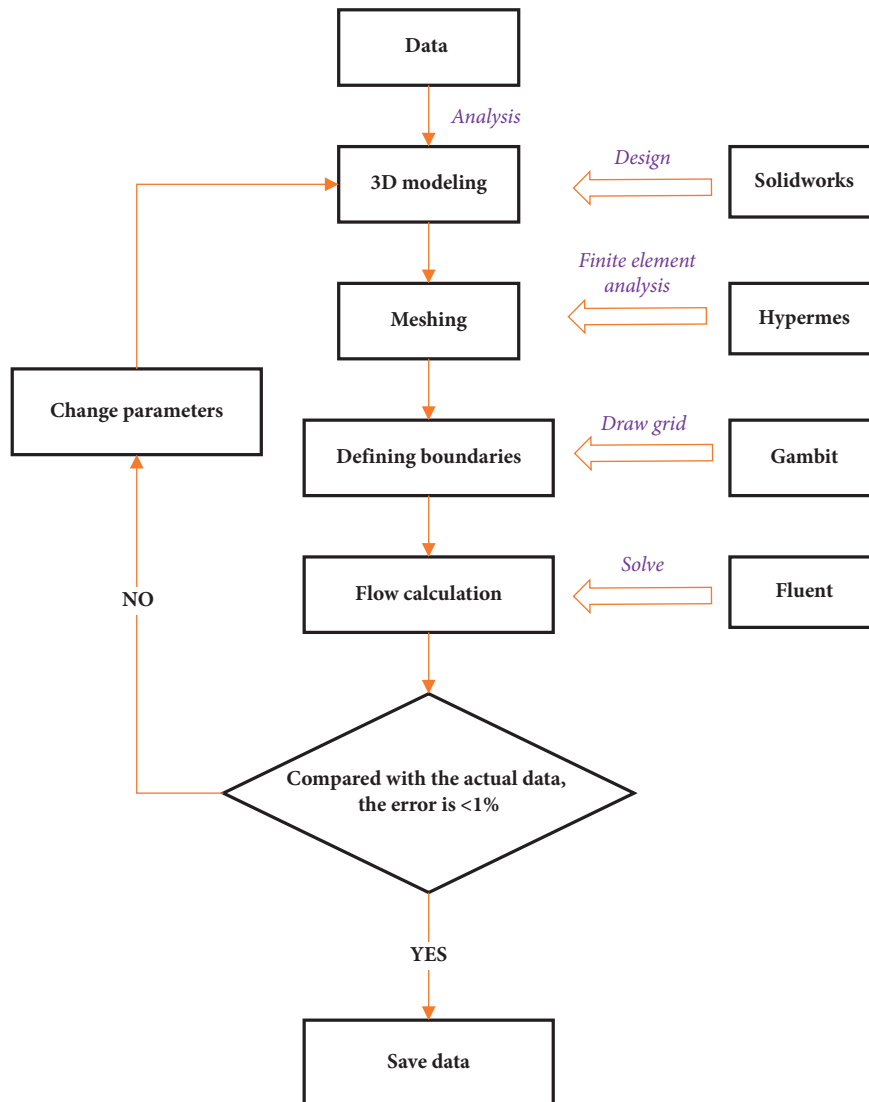 Data
Analysis
3D modeling
Design
Solidworks
Finite element
analysis
Meshing
Hypermes
Change parameters
Draw grid
Defining boundaries
Gambit
Solve
Flow calculation
Fluent
NO
Compared with the actual data,
the error is <1%
YES
Save data